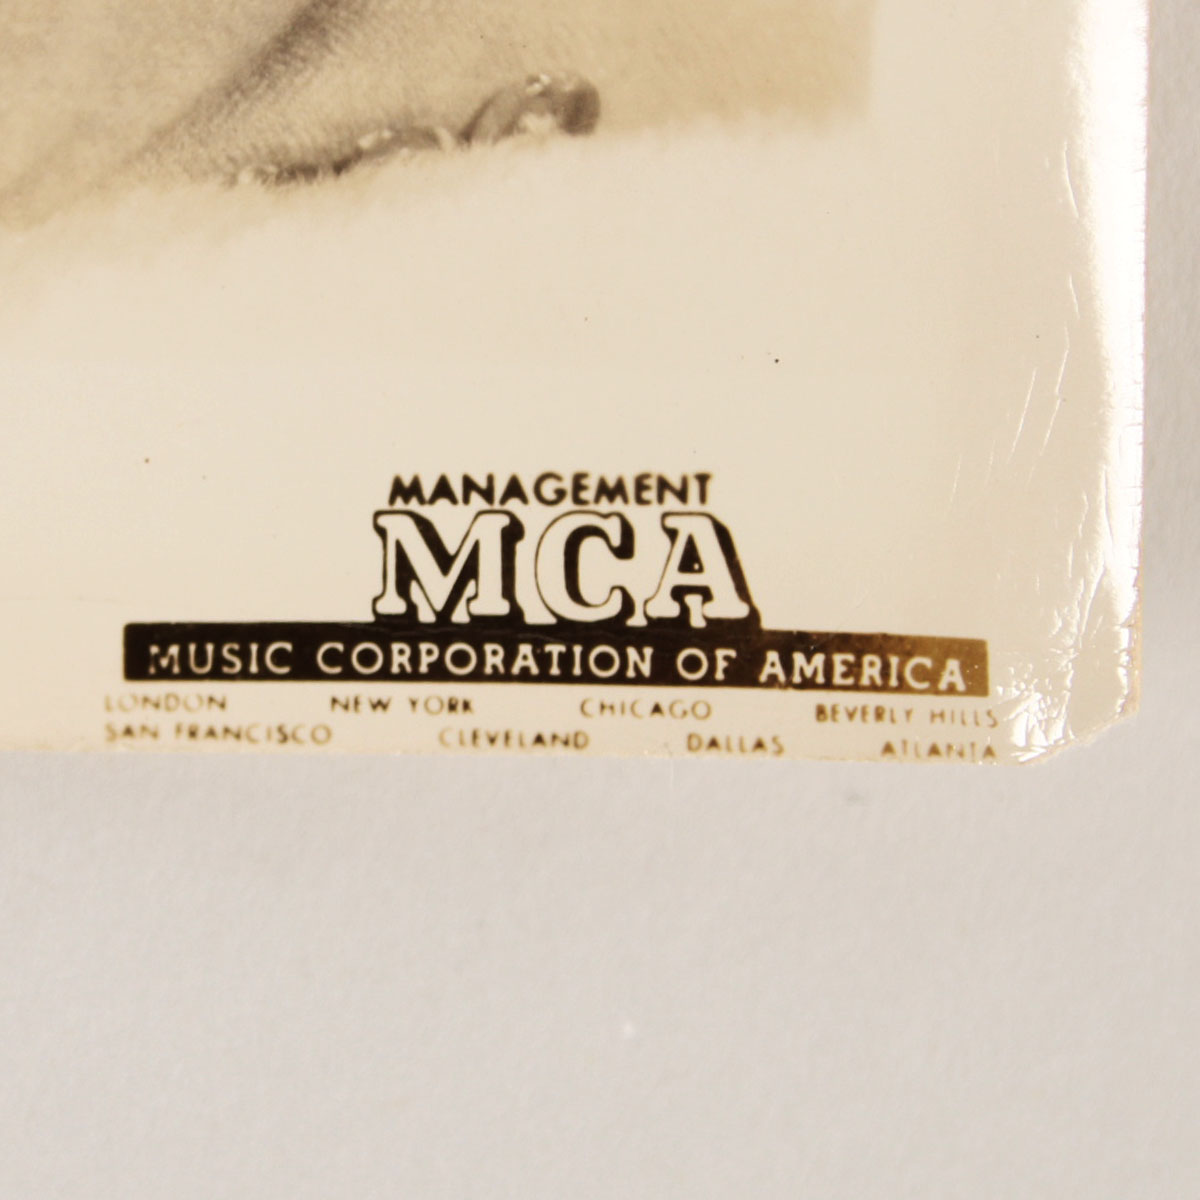 MANAGEMENT
MCA
MUSIC CORPORATION OF AMERICA
LONDON NEW YORK CHICAGO BEVERLY HILLS
SAN FRANCISCO CLEVELAND DALLAS ATLANTA